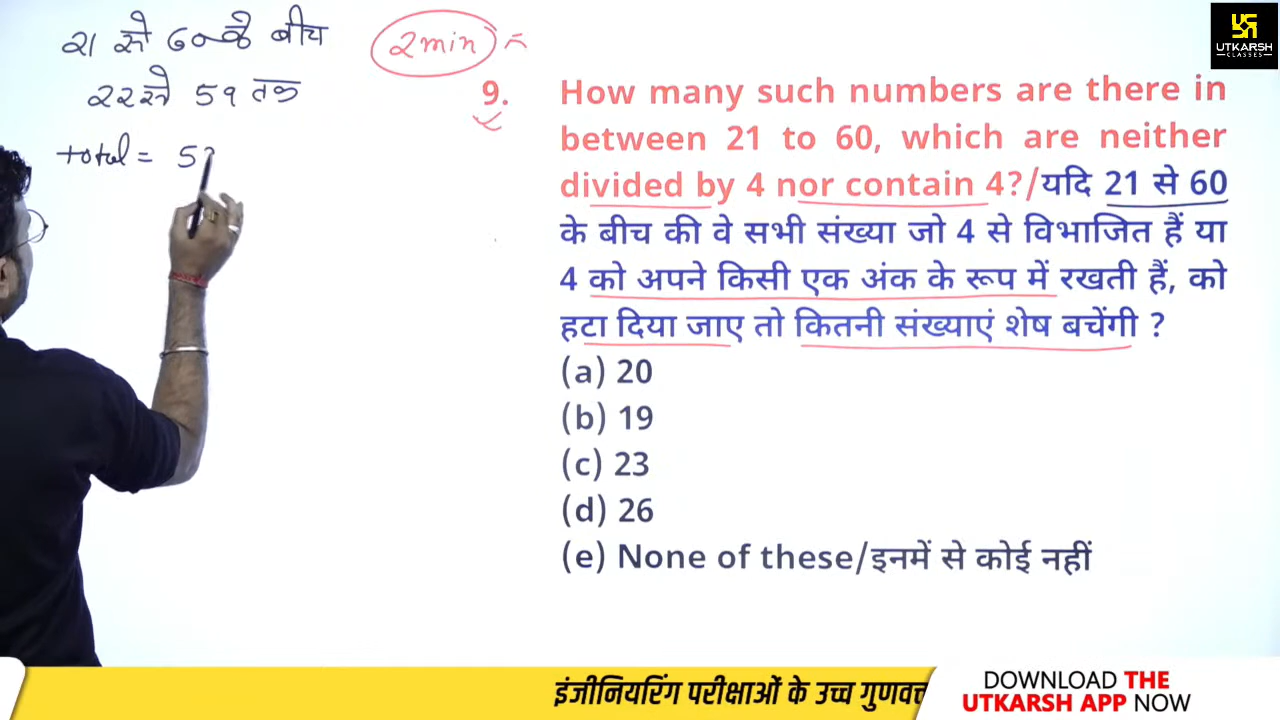 21 से 60 के बीच
22 से 59 तक
total = 5
2 min =
9. How many such numbers are there in
between 21 to 60, which are neither
divided by 4 nor contain 4?/यदि 21 से 60
के बीच की वे सभी संख्या जो 4 से विभाजित हैं या
4 को अपने किसी एक अंक के रूप में रखती हैं, को
हटा दिया जाए तो कितनी संख्याएं शेष बचेंगी ?
(a) 20
(b) 19
(c) 23
(d) 26
(e) None of these/इनमें से कोई नहीं
UTKARSH
CLASSES
इंजीनियरिंग परीक्षाओं के उच्च
DOWNLOAD THE
UTKARSH APP NOW